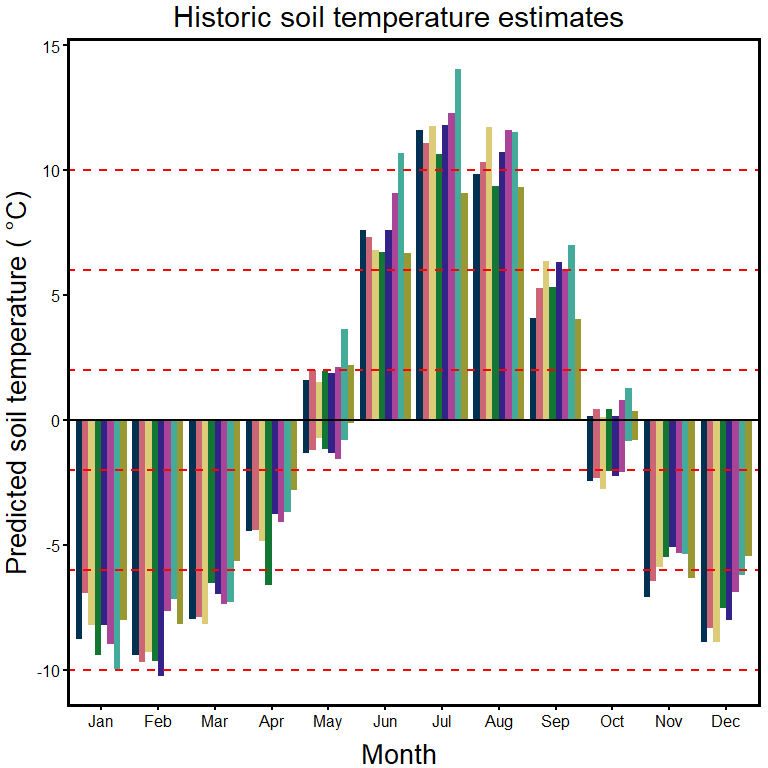 Historic soil temperature estimates
Predicted soil temperature ( °C)
15
10
5
0
-5
-10
Jan Feb Mar Apr May Jun Jul Aug Sep Oct Nov Dec
Month